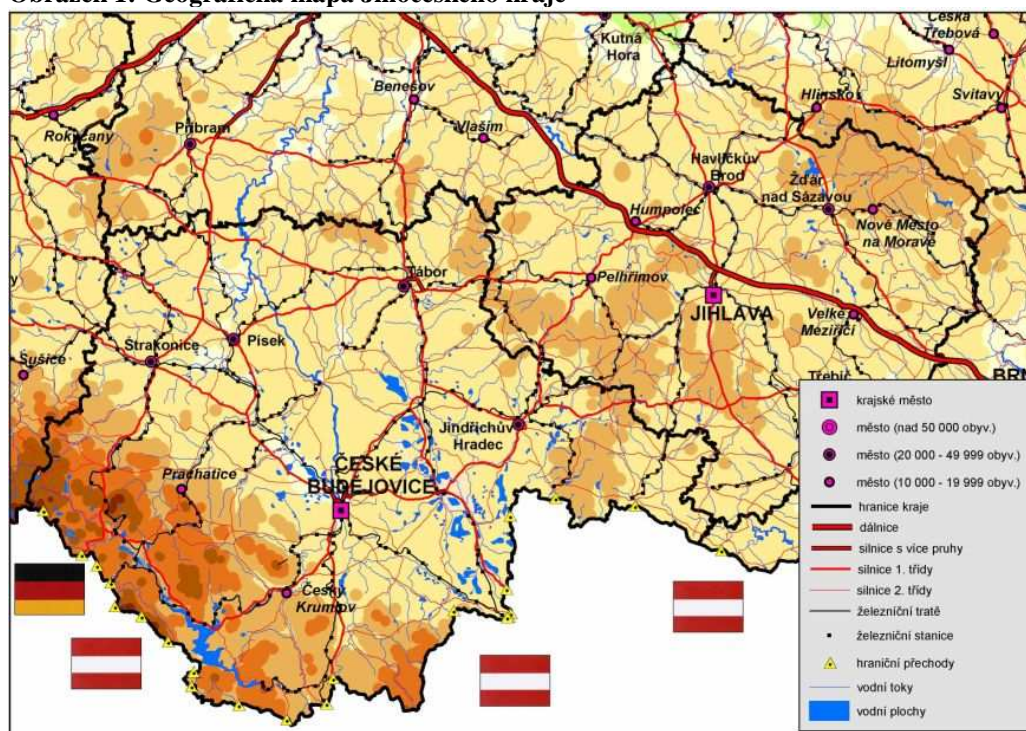 Obrázek 1: Geografická mapa Jihočeského kraje
Kutná
Hora
Česká
Třebová
Litomyšl
Benešov
Hlinsko
Svitavy
Rokycany
Příbram
Vlašim
Havlíčkův
Brod
Žďár
nad Sázavou
Humpolec
Nové Město
na Moravě
Tábor
Pelhřimov
JIHLAVA
Velké
Meziříčí
Strakonice
Písek
Sušice
Třebíč
BRN
Jindřichův
Hradec
Prachatice
ČESKÉ
BUDĚJOVICE
Český
Krumlov
krajské město
město (nad 50 000 obyv.)
město (20 000 - 49 999 obyv.)
město (10 000 - 19 999 obyv.)
hranice kraje
dálnice
silnice s více pruhy
silnice 1. třídy
silnice 2. třídy
železniční tratě
železniční stanice
hraniční přechody
vodní toky
vodní plochy